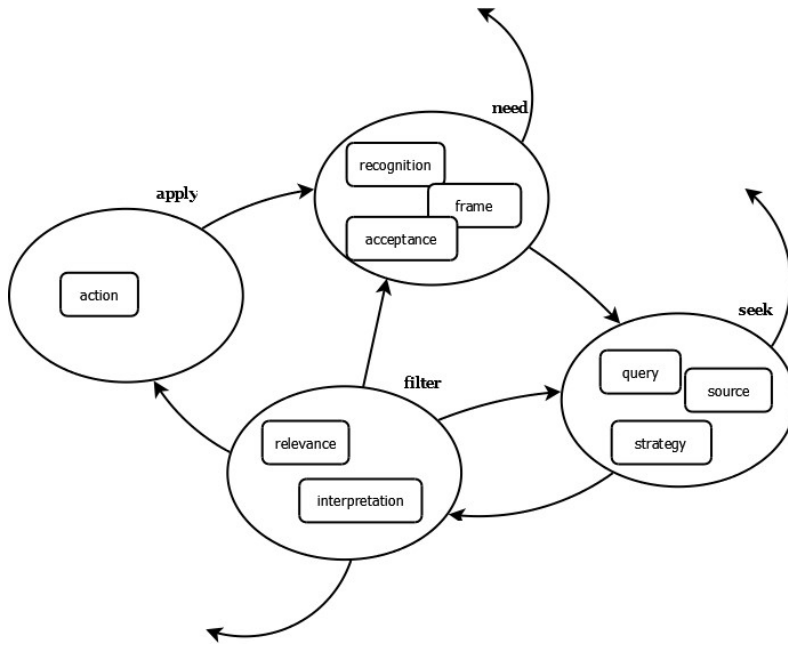 need
recognition
frame
acceptance
apply
action
seek
query
source
strategy
filter
relevance
interpretation